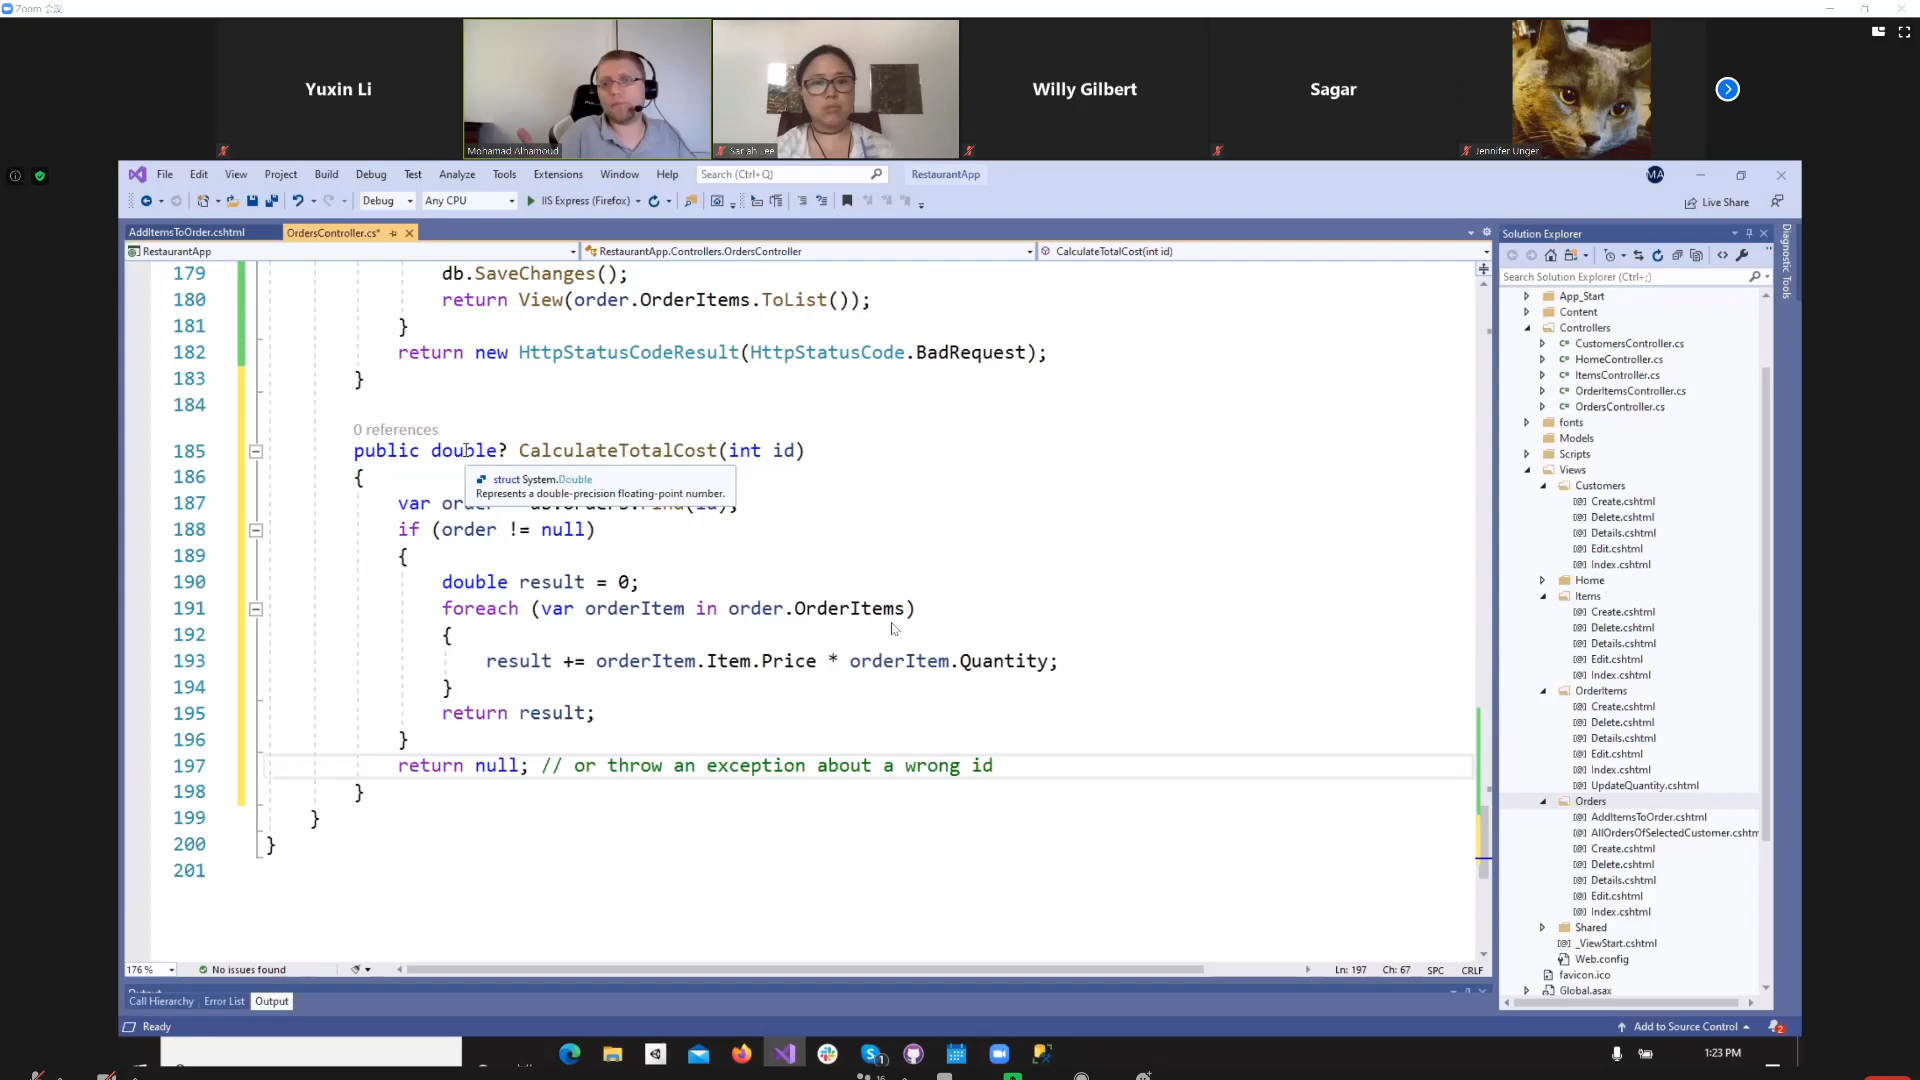 Zoom 会议
Yuxin Li
Mohamad Alhamoud
Willy Gilbert
Sagar
Jennifer Unger
File Edit View Project Build Debug Test Analyze Tools Extensions Window Help Search (Ctrl+Q) RestaurantApp MA
Debug Any CPU IIS Express (Firefox) Live Share
AddItemsToOrder.cshtml OrdersController.cs*
RestaurantApp RestaurantApp.Controllers.OrdersController CalculateTotalCost(int id)
179 db.SaveChanges();
180 return View(order.OrderItems.ToList());
181 }
182 return new HttpStatusCodeResult(HttpStatusCode.BadRequest);
183 }
184
0 references
185 public double? CalculateTotalCost(int id)
186 {
struct System.Double
Represents a double-precision floating-point number.
187 var order
188 if (order != null)
189 {
190 double result = 0;
191 foreach (var orderItem in order.OrderItems)
192 {
193 result += orderItem.Item.Price * orderItem.Quantity;
194 }
195 return result;
196 }
197 return null; // or throw an exception about a wrong id
198 }
199 }
200 }
201
176 % No issues found Ln: 197 Ch: 67 SPC CRLF
Call Hierarchy Error List Output
Ready
Add to Source Control 2
Solution Explorer
Search Solution Explorer (Ctrl+;)
App_Start
Content
Controllers
C# CustomersController.cs
C# HomeController.cs
C# ItemsController.cs
C# OrderItemsController.cs
C# OrdersController.cs
fonts
Models
Scripts
Views
Customers
Create.cshtml
Delete.cshtml
Details.cshtml
Edit.cshtml
Index.cshtml
Home
Items
Create.cshtml
Delete.cshtml
Details.cshtml
Edit.cshtml
Index.cshtml
OrderItems
Create.cshtml
Delete.cshtml
Details.cshtml
Edit.cshtml
Index.cshtml
UpdateQuantity.cshtml
Orders
AddItemsToOrder.cshtml
AllOrdersOfSelectedCustomer.cshtm
Create.cshtml
Delete.cshtml
Details.cshtml
Edit.cshtml
Index.cshtml
Shared
_ViewStart.cshtml
Web.config
favicon.ico
Global.asax
Diagnostic Tools
1:23 PM